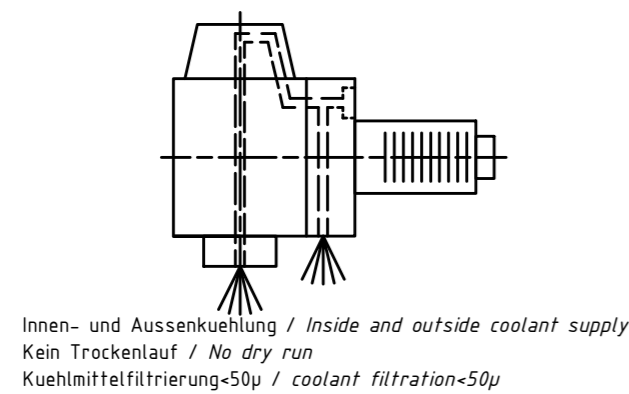 Innen- und Aussenkuehlung / Inside and outside coolant supply
Kein Trockenlauf / No dry run
Kuehlmittelfiltrierung<50µ / coolant filtration<50µ